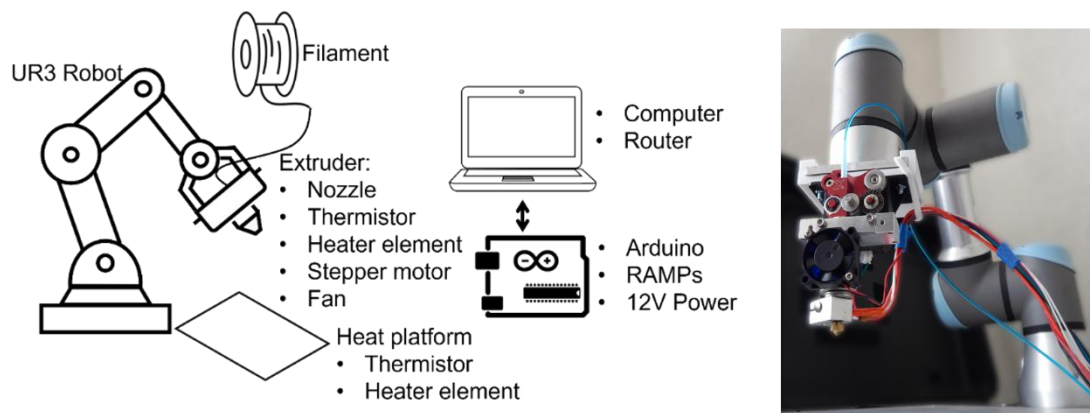 UR3 Robot
Filament
Extruder:
• Nozzle
• Thermistor
• Heater element
• Stepper motor
• Fan
Heat platform
• Thermistor
• Heater element
• Computer
• Router
• Arduino
• RAMPs
• 12V Power